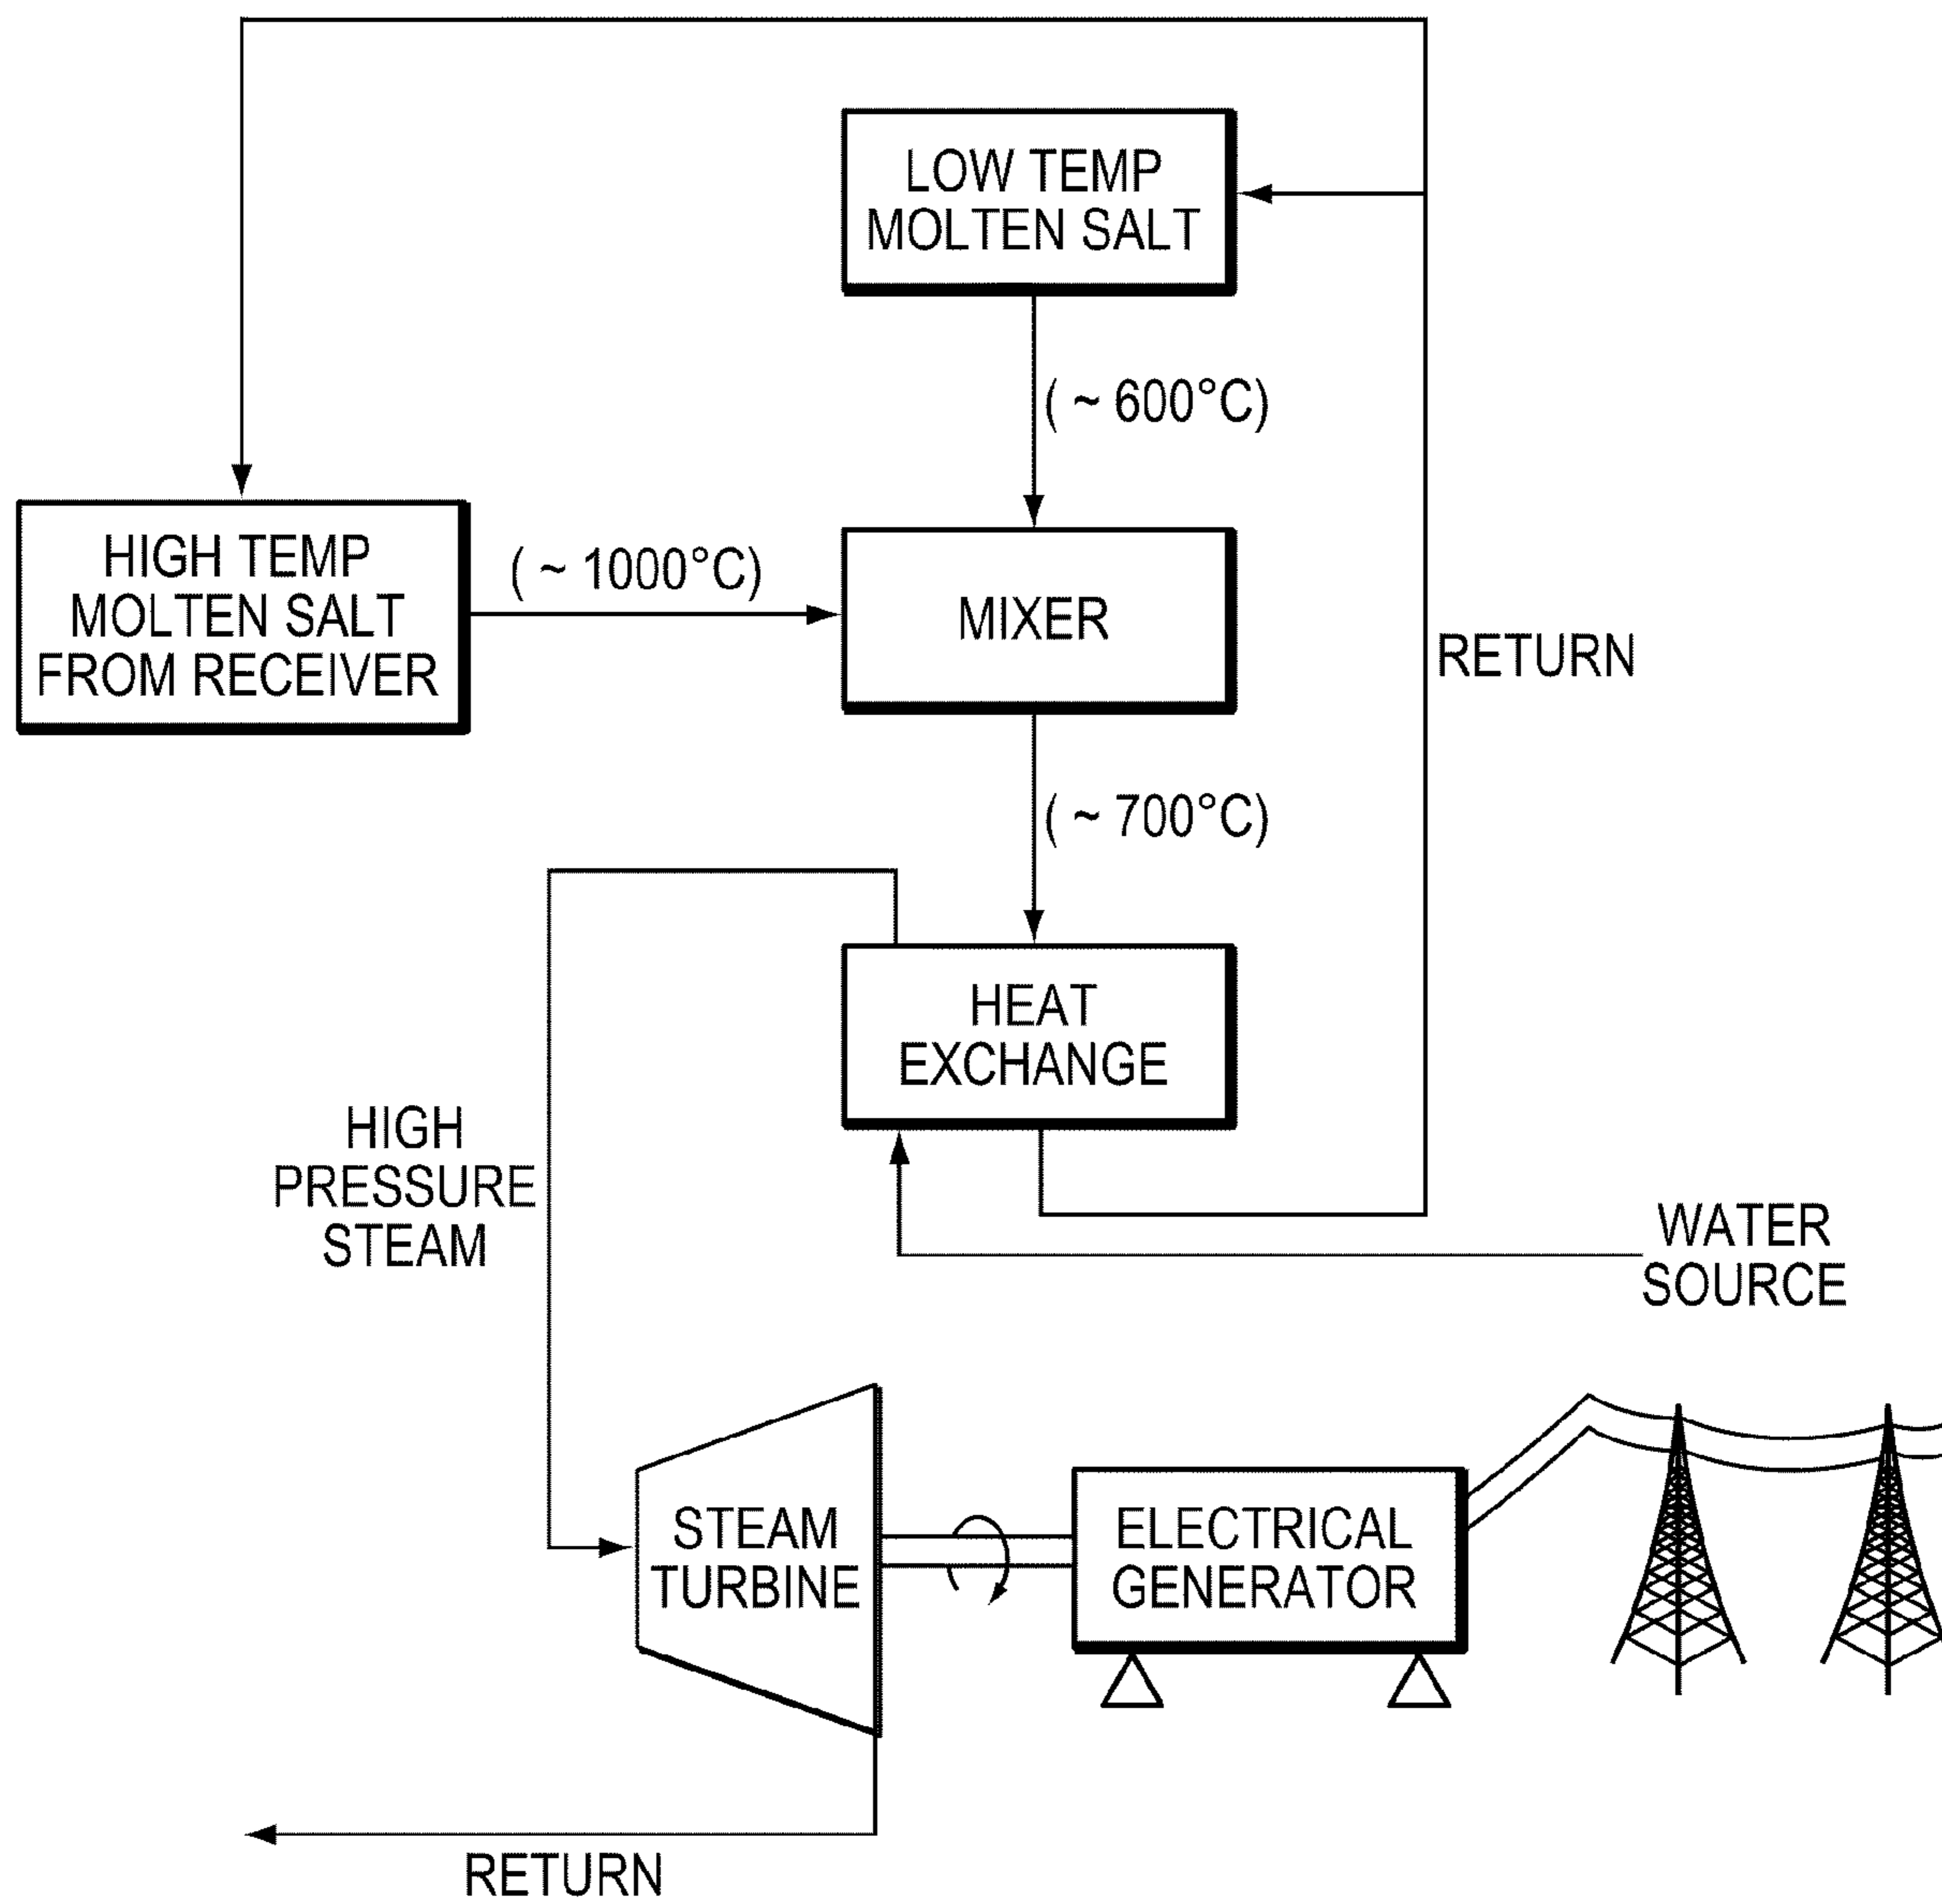 LOW TEMP
MOLTEN SALT
( ~ 600°C)
HIGH TEMP
MOLTEN SALT
FROM RECEIVER
( ~ 1000°C)
MIXER
RETURN
( ~ 700°C)
HEAT
EXCHANGE
HIGH
PRESSURE
STEAM
WATER
SOURCE
STEAM
TURBINE
ELECTRICAL
GENERATOR
RETURN